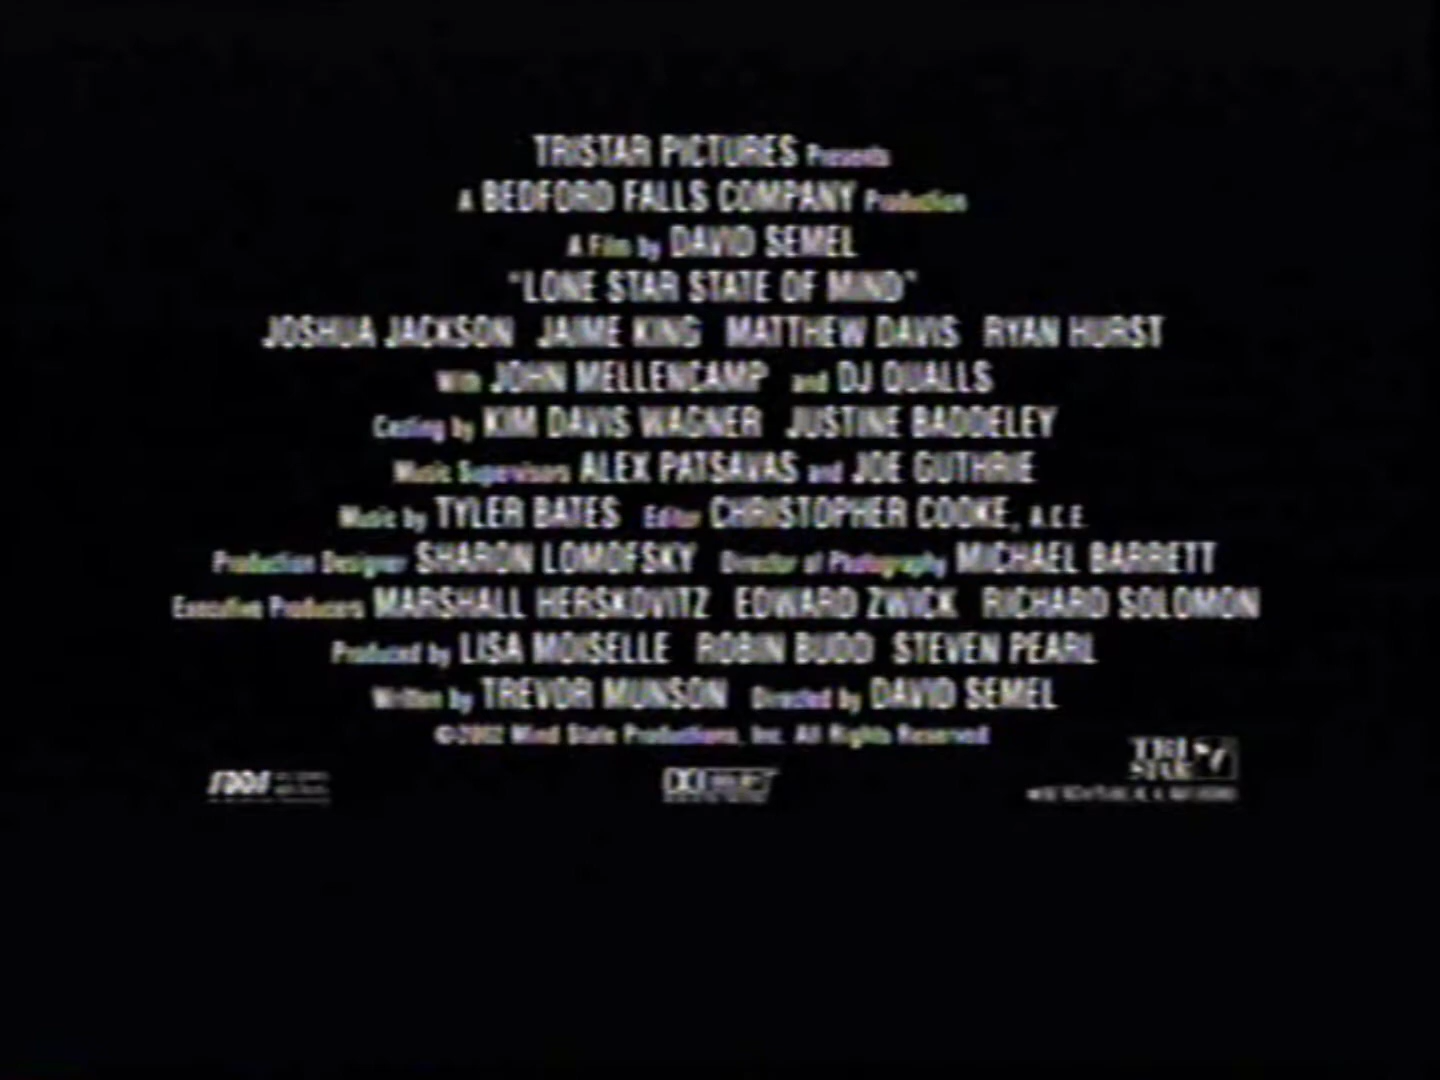 TRISTAR PICTURES Presents
A BEDFORD FALLS COMPANY Production
A Film by DAVID SEMEL
"LONE STAR STATE OF MIND"
JOSHUA JACKSON JAIME KING MATTHEW DAVIS RYAN HURST
with JOHN MELLENCAMP and DJ QUALLS
Casting by KIM DAVIS WAGNER JUSTINE BADDELEY
Music Supervisors ALEX PATSAVAS and JOE GUTHRIE
Music by TYLER BATES Editor CHRISTOPHER COOKE, A.C.E.
Production Designer SHARON LOMOFSKY Director of Photography MICHAEL BARRETT
Executive Producers MARSHALL HERSKOVITZ EDWARD ZWICK RICHARD SOLOMON
Produced by LISA MOISELLE ROBIN BUDD STEVEN PEARL
Written by TREVOR MUNSON Directed by DAVID SEMEL
©2002 Mind State Productions, Inc. All Rights Reserved
TRI
STAR
SDDS